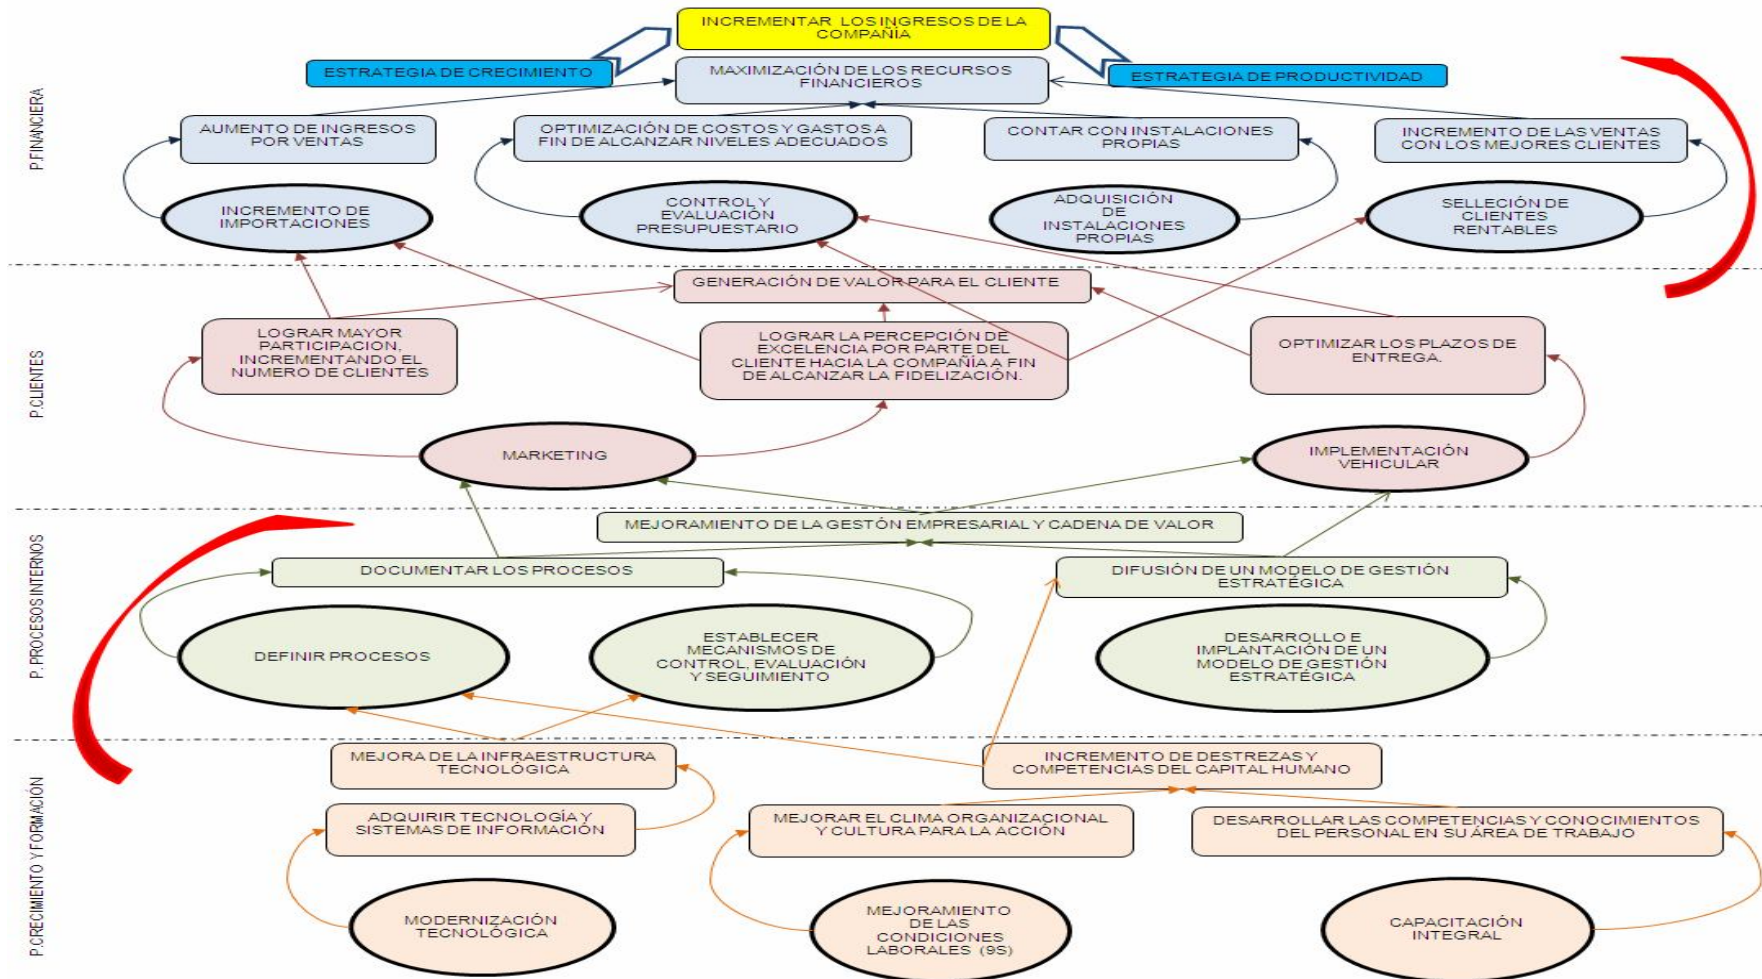 INCREMENTAR LOS INGRESOS DE LA
COMPAÑÍA
ESTRATEGIA DE CRECIMIENTO
MAXIMIZACIÓN DE LOS RECURSOS
FINANCIEROS
ESTRATEGIA DE PRODUCTIVIDAD
P.FINANCIERA
AUMENTO DE INGRESOS
POR VENTAS
OPTIMIZACIÓN DE COSTOS Y GASTOS A
FIN DE ALCANZAR NIVELES ADECUADOS
CONTAR CON INSTALACIONES
PROPIAS
INCREMENTO DE LAS VENTAS
CON LOS MEJORES CLIENTES
INCREMENTO DE
IMPORTACIONES
CONTROL Y
EVALUACIÓN
PRESUPUESTARIO
ADQUISICIÓN
DE
INSTALACIONES
PROPIAS
SELLECIÓN DE
CLIENTES
RENTABLES
P.CLIENTES
GENERACIÓN DE VALOR PARA EL CLIENTE
LOGRAR MAYOR
PARTICIPACION,
INCREMENTANDO EL
NUMERO DE CLIENTES
LOGRAR LA PERCEPCIÓN DE
EXCELENCIA POR PARTE DEL
CLIENTE HACIA LA COMPAÑÍA A FIN
DE ALCANZAR LA FIDELIZACIÓN.
OPTIMIZAR LOS PLAZOS DE
ENTREGA.
MARKETING
IMPLEMENTACIÓN
VEHICULAR
P. PROCESOS INTERNOS
MEJORAMIENTO DE LA GESTÓN EMPRESARIAL Y CADENA DE VALOR
DOCUMENTAR LOS PROCESOS
DIFUSIÓN DE UN MODELO DE GESTIÓN
ESTRATÉGICA
DEFINIR PROCESOS
ESTABLECER
MECANISMOS DE
CONTROL, EVALUACIÓN
Y SEGUIMIENTO
DESARROLLO E
IMPLANTACIÓN DE UN
MODELO DE GESTIÓN
ESTRATÉGICA
P.CRECIMIENTO Y FORMACIÓN
MEJORA DE LA INFRAESTRUCTURA
TECNOLÓGICA
INCREMENTO DE DESTREZAS Y
COMPETENCIAS DEL CAPITAL HUMANO
ADQUIRIR TECNOLOGÍA Y
SISTEMAS DE INFORMACIÓN
MEJORAR EL CLIMA ORGANIZACIONAL
Y CULTURA PARA LA ACCIÓN
DESARROLLAR LAS COMPETENCIAS Y CONOCIMIENTOS
DEL PERSONAL EN SU ÁREA DE TRABAJO
MODERNIZACIÓN
TECNOLÓGICA
MEJORAMIENTO
DE LAS
CONDICIONES
LABORALES (9S)
CAPACITACIÓN
INTEGRAL